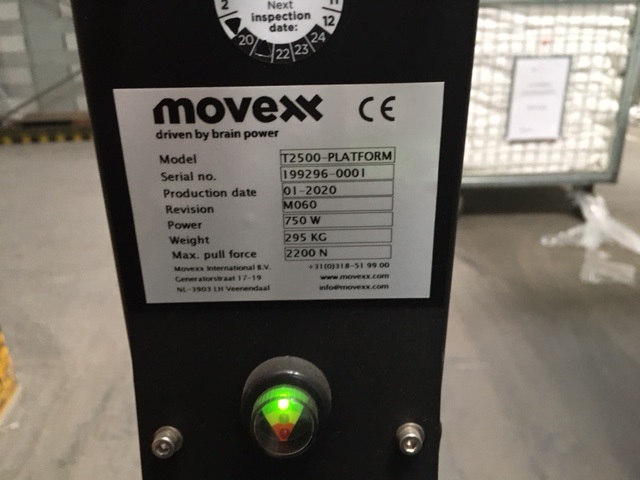 2 11
Next
inspection 12
date:
20 22 23 24
movexx CE
driven by brain power
Model T2500-PLATFORM
Serial no. 199296-0001
Production date 01-2020
Revision M060
Power 750 W
Weight 295 KG
Max. pull force 2200 N
Movexx International B.V. +31(0)318-51 99 00
Generatorstraat 17-19 www.movexx.com
NL-3903 LH Veenendaal info@movexx.com